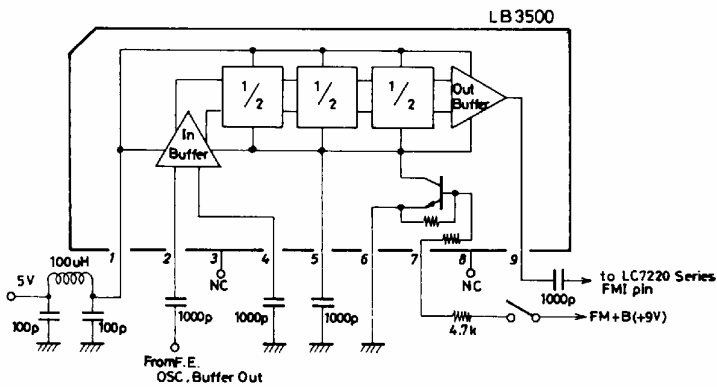 LB3500
1/2
1/2
1/2
Out
Buffer
In
Buffer
1
2
3
4
5
6
7
8
9
100uH
5V
NC
NC
100p
100p
1000p
1000p
1000p
1000p
to LC7220 Series
FMI pin
4.7k
FM+B(+9V)
From F.E.
OSC, Buffer Out